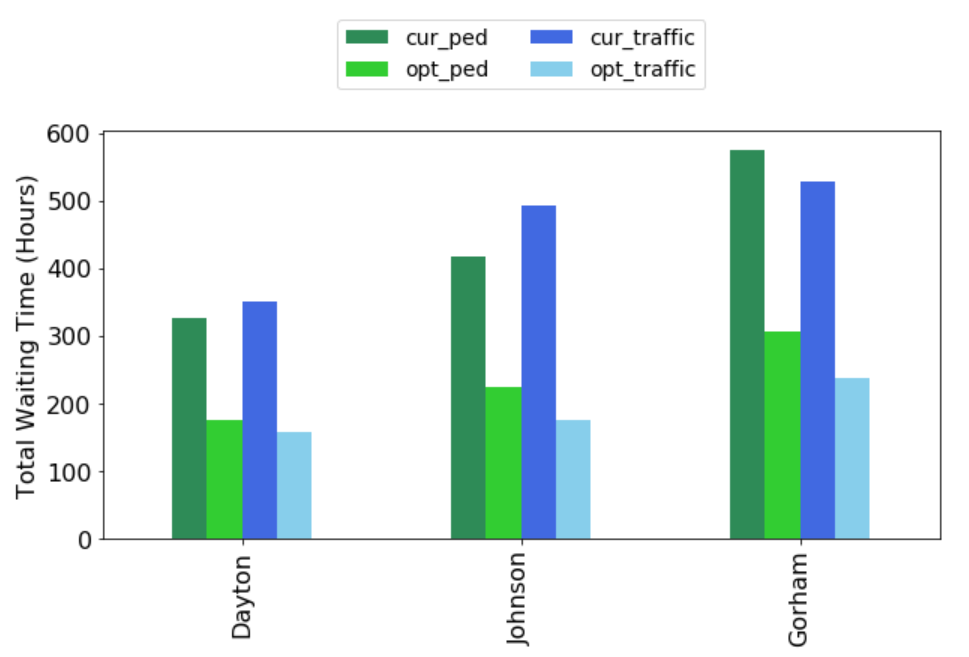 cur_ped cur_traffic
opt_ped opt_traffic
Total Waiting Time (Hours)
600
500
400
300
200
100
0
Dayton
Johnson
Gorham